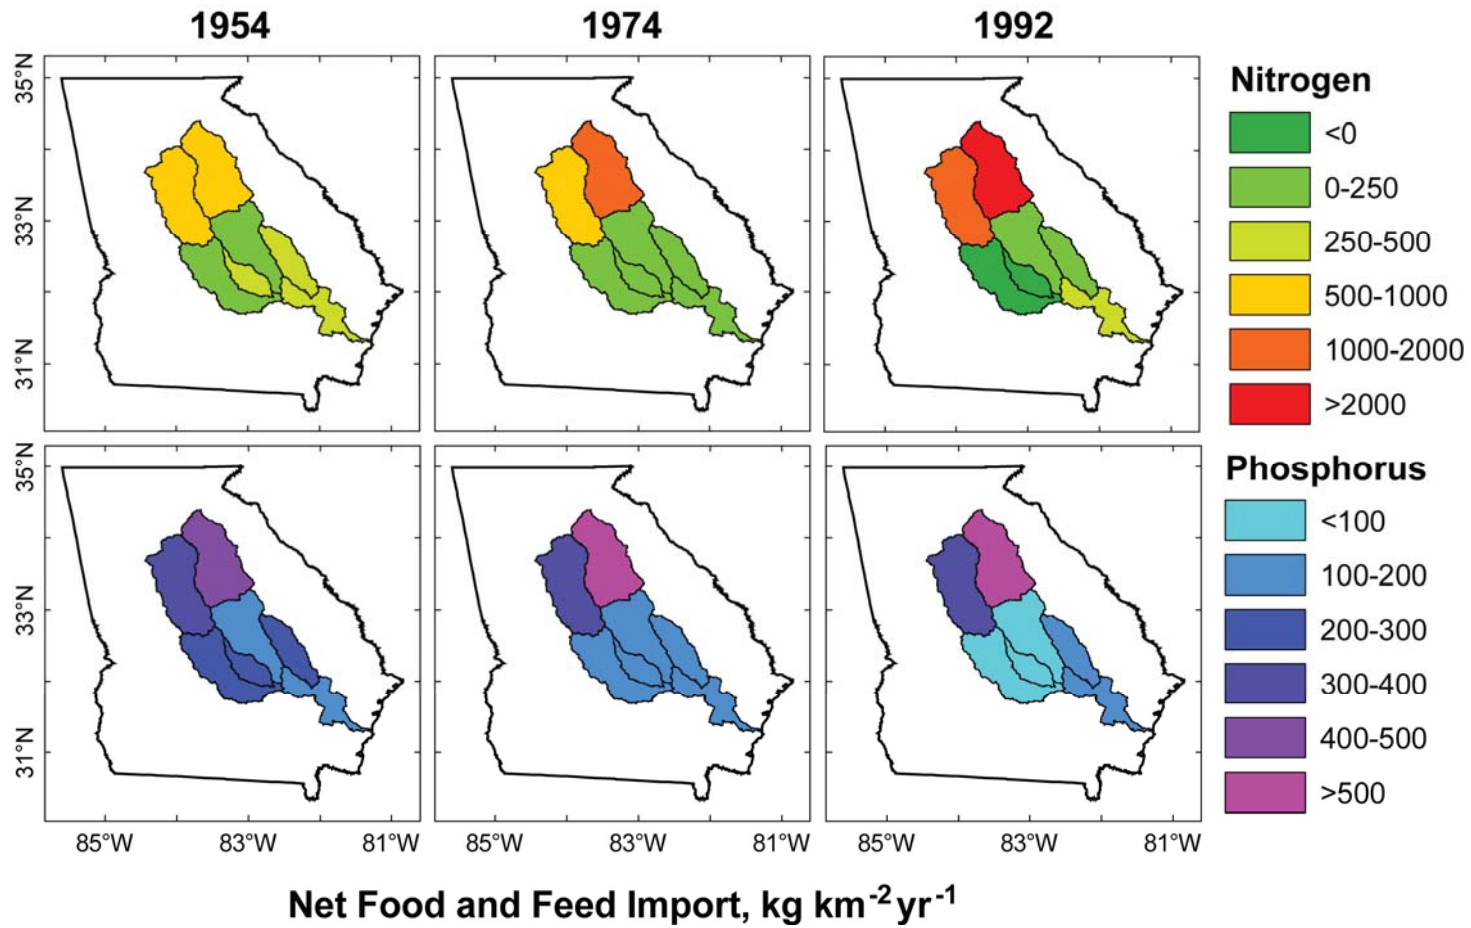 1954 1974 1992
35°N
33°N
31°N
Nitrogen
<0
0-250
250-500
500-1000
1000-2000
>2000
35°N
33°N
31°N
Phosphorus
<100
100-200
200-300
300-400
400-500
>500
85°W 83°W 81°W 85°W 83°W 81°W 85°W 83°W 81°W
Net Food and Feed Import, kg km⁻² yr⁻¹